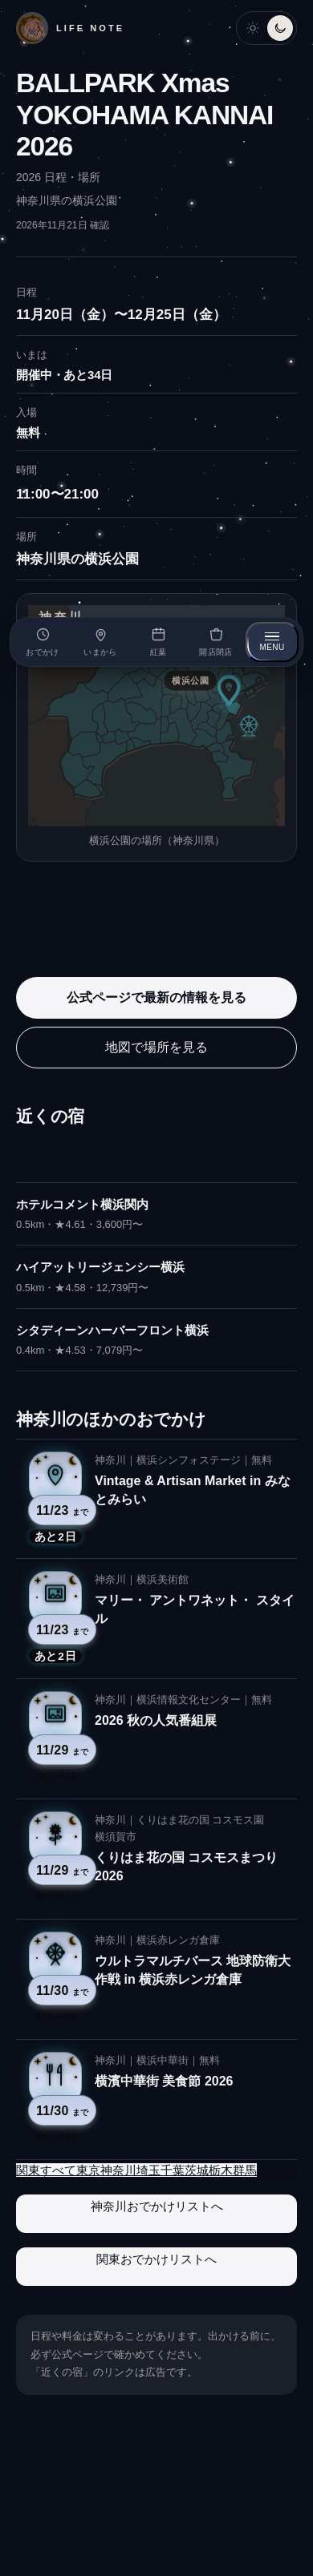 LIFE NOTE
BALLPARK Xmas
YOKOHAMA KANNAI
2026
2026 日程・場所
神奈川県の横浜公園
2026年11月21日 確認
日程
11月20日（金）〜12月25日（金）
いまは
開催中・あと34日
入場
無料
時間
11:00〜21:00
場所
神奈川県の横浜公園
おでかけ
いまから
紅葉
開店閉店
MENU
横浜公園
横浜公園の場所（神奈川県）
公式ページで最新の情報を見る
地図で場所を見る
近くの宿
ホテルコメント横浜関内
0.5km・★4.61・3,600円〜
ハイアットリージェンシー横浜
0.5km・★4.58・12,739円〜
シタディーンハーバーフロント横浜
0.4km・★4.53・7,079円〜
神奈川のほかのおでかけ
神奈川｜横浜シンフォステージ｜無料
Vintage & Artisan Market in みな
とみらい
11/23 まで
あと2日
神奈川｜横浜美術館
マリー・ アントワネット・ スタイ
ル
11/23 まで
あと2日
神奈川｜横浜情報文化センター｜無料
2026 秋の人気番組展
11/29 まで
神奈川｜くりはま花の国 コスモス園
横須賀市
くりはま花の国 コスモスまつり
2026
11/29 まで
神奈川｜横浜赤レンガ倉庫
ウルトラマルチバース 地球防衛大
作戦 in 横浜赤レンガ倉庫
11/30 まで
神奈川｜横浜中華街｜無料
横濱中華街 美食節 2026
11/30 まで
関東すべて東京神奈川埼玉千葉茨城栃木群馬
神奈川おでかけリストへ
関東おでかけリストへ
日程や料金は変わることがあります。出かける前に、
必ず公式ページで確かめてください。
「近くの宿」のリンクは広告です。